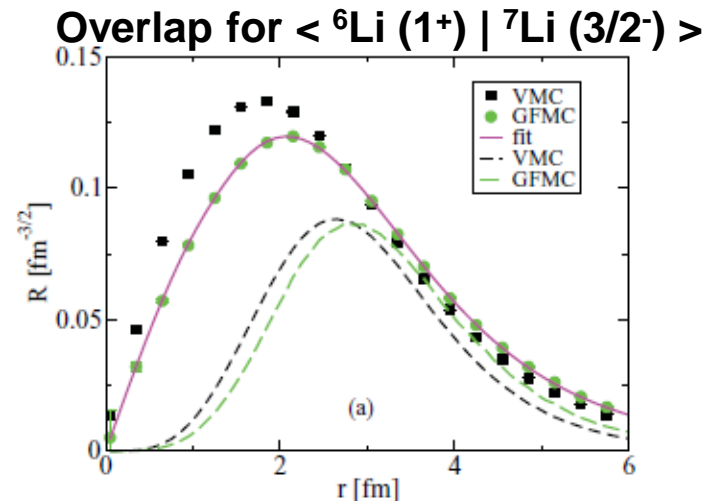 Overlap for < ⁶Li (1⁺) | ⁷Li (3/2⁻) >
0.15
VMC
GFMC
fit
VMC
GFMC
0.1
R [fm⁻³/²]
0.05
(a)
0
0 2 4 6
r [fm]